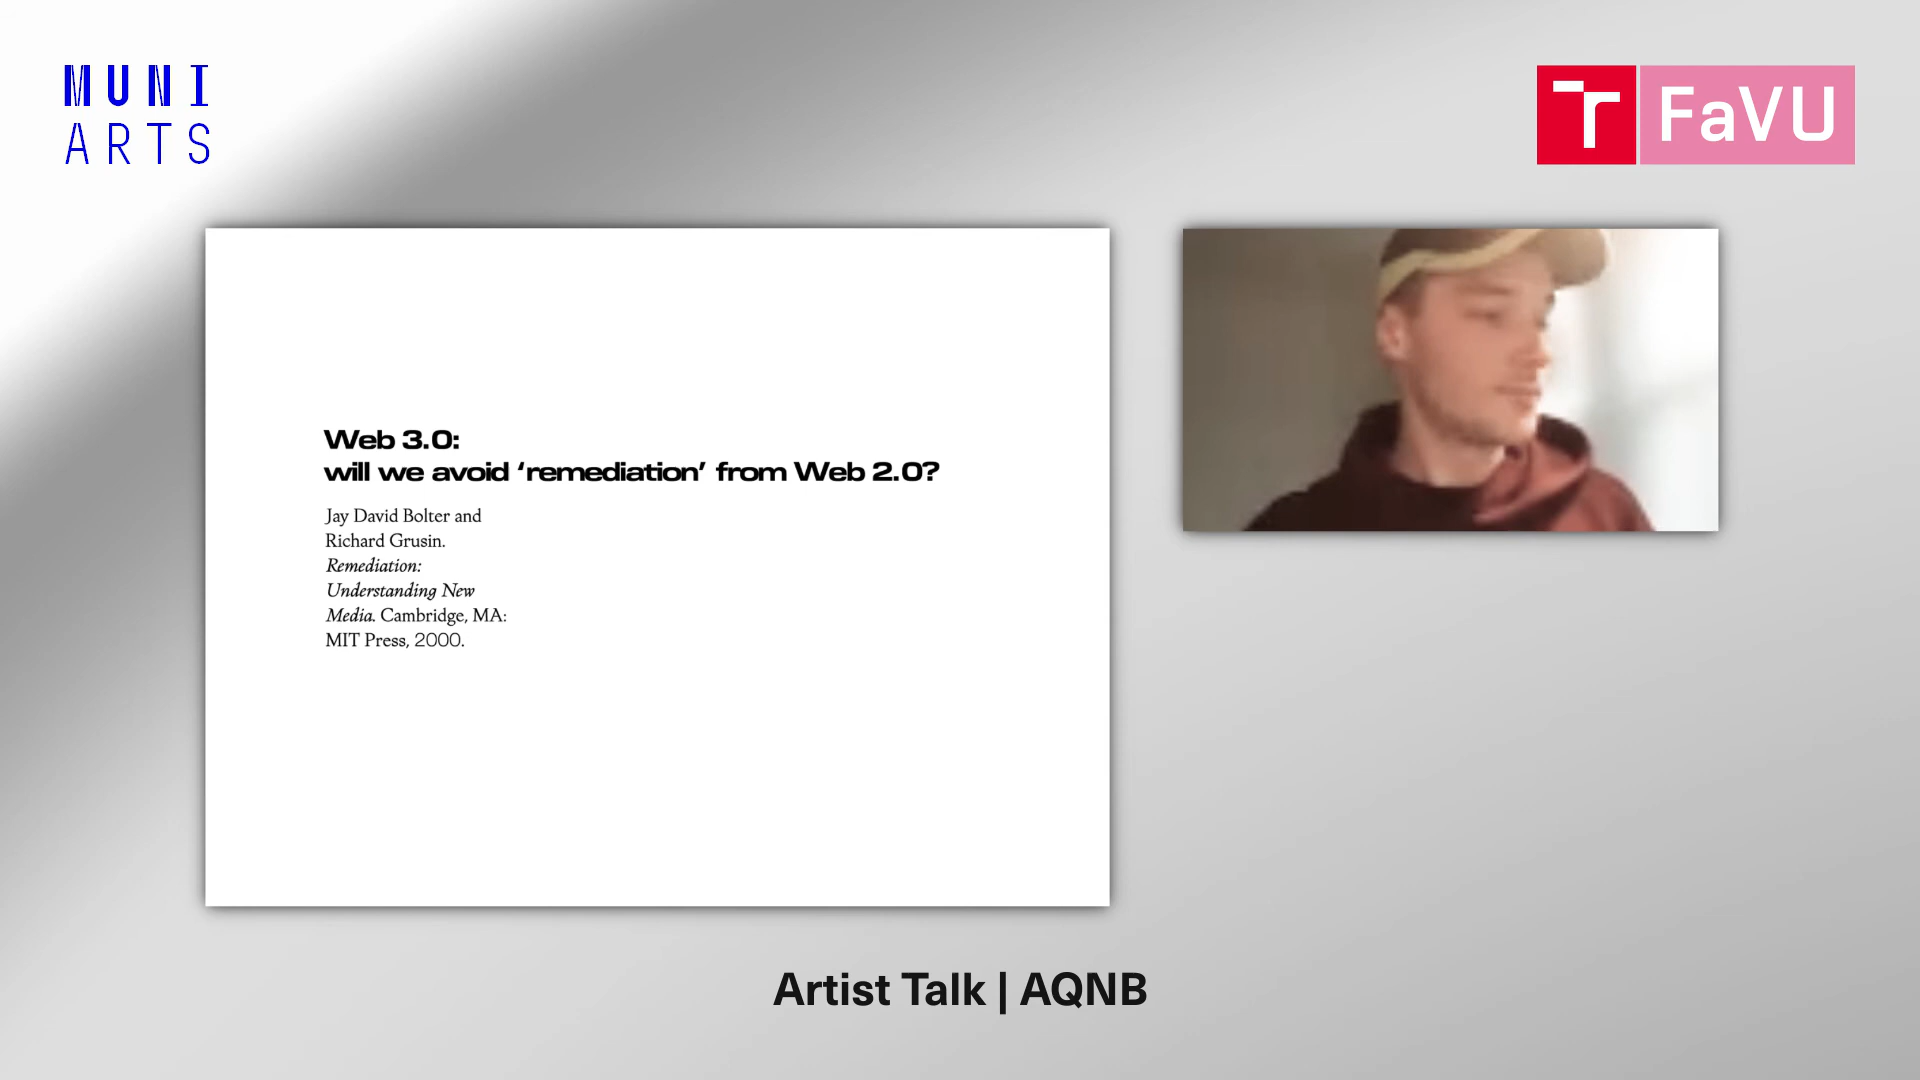 MUNI
ARTS
FaVU
Web 3.0:
will we avoid ‘remediation’ from Web 2.0?
Jay David Bolter and
Richard Grusin.
Remediation:
Understanding New
Media. Cambridge, MA:
MIT Press, 2000.
Artist Talk | AQNB